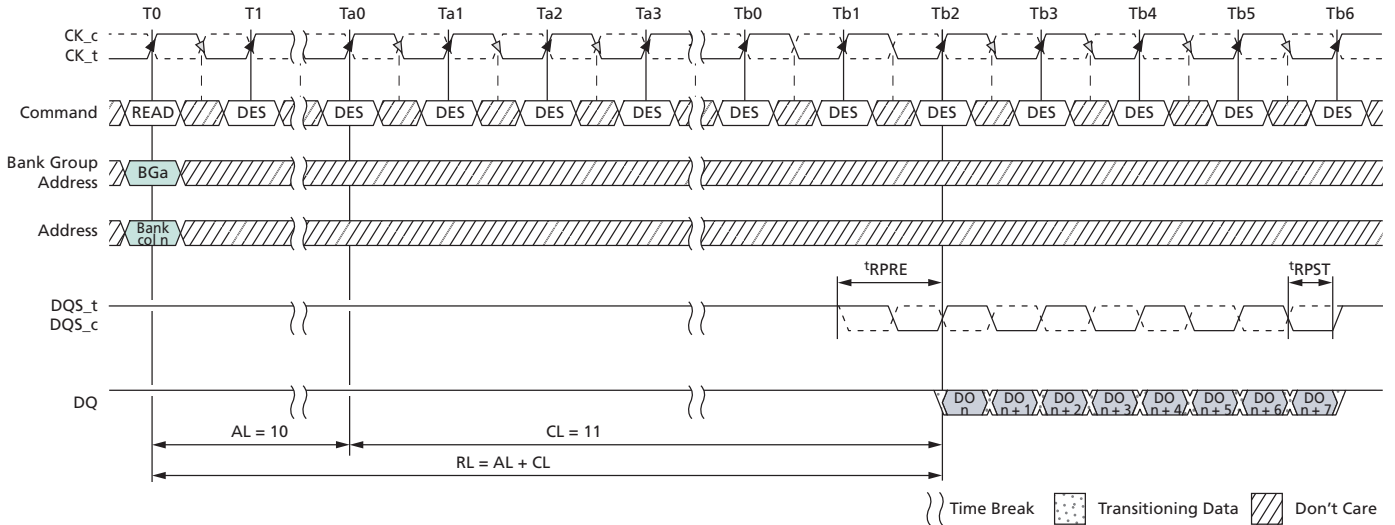 T0 T1 Ta0 Ta1 Ta2 Ta3 Tb0 Tb1 Tb2 Tb3 Tb4 Tb5 Tb6
CK_c
CK_t
Command READ DES DES DES DES DES DES DES DES DES DES DES DES
Bank Group
Address
BGa
Address
Bank
col n
tRPRE tRPST
DQS_t
DQS_c
DQ
DO DO DO DO DO DO DO DO
n n + 1 n + 2 n + 3 n + 4 n + 5 n + 6 n + 7
AL = 10 CL = 11
RL = AL + CL
Time Break Transitioning Data Don't Care